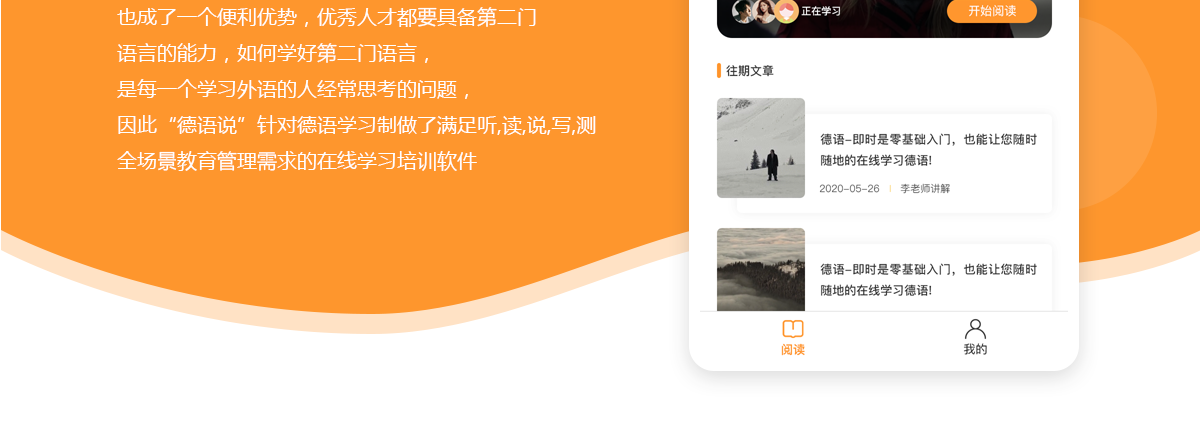 也成了一个便利优势，优秀人才都要具备第二门
语言的能力，如何学好第二门语言，
是每一个学习外语的人经常思考的问题，
因此“德语说”针对德语学习制做了满足听,读,说,写,测
全场景教育管理需求的在线学习培训软件
正在学习
开始阅读
往期文章
德语-即时是零基础入门，也能让您随时
随地的在线学习德语!
2020-05-26 | 李老师讲解
德语-即时是零基础入门，也能让您随时
随地的在线学习德语!
阅读
我的